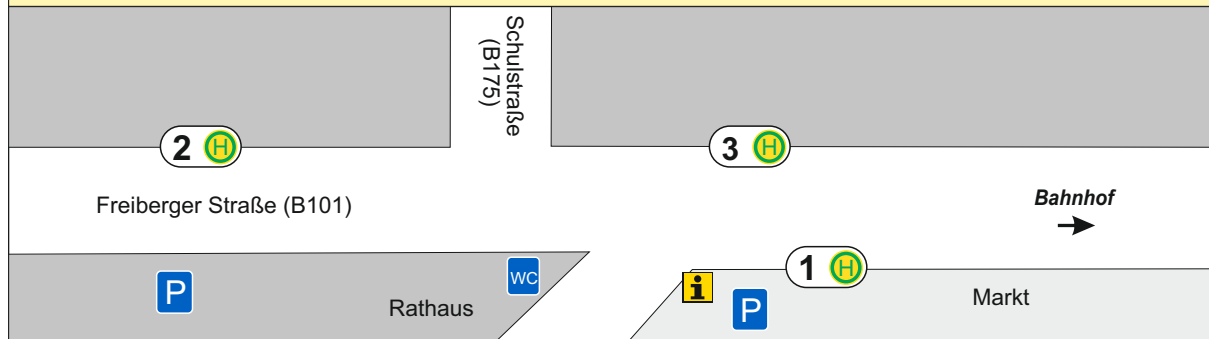 Schulstraße
(B175)
2 H
3 H
Freiberger Straße (B101)
Bahnhof
1 H
P
Rathaus
WC
i
P
Markt